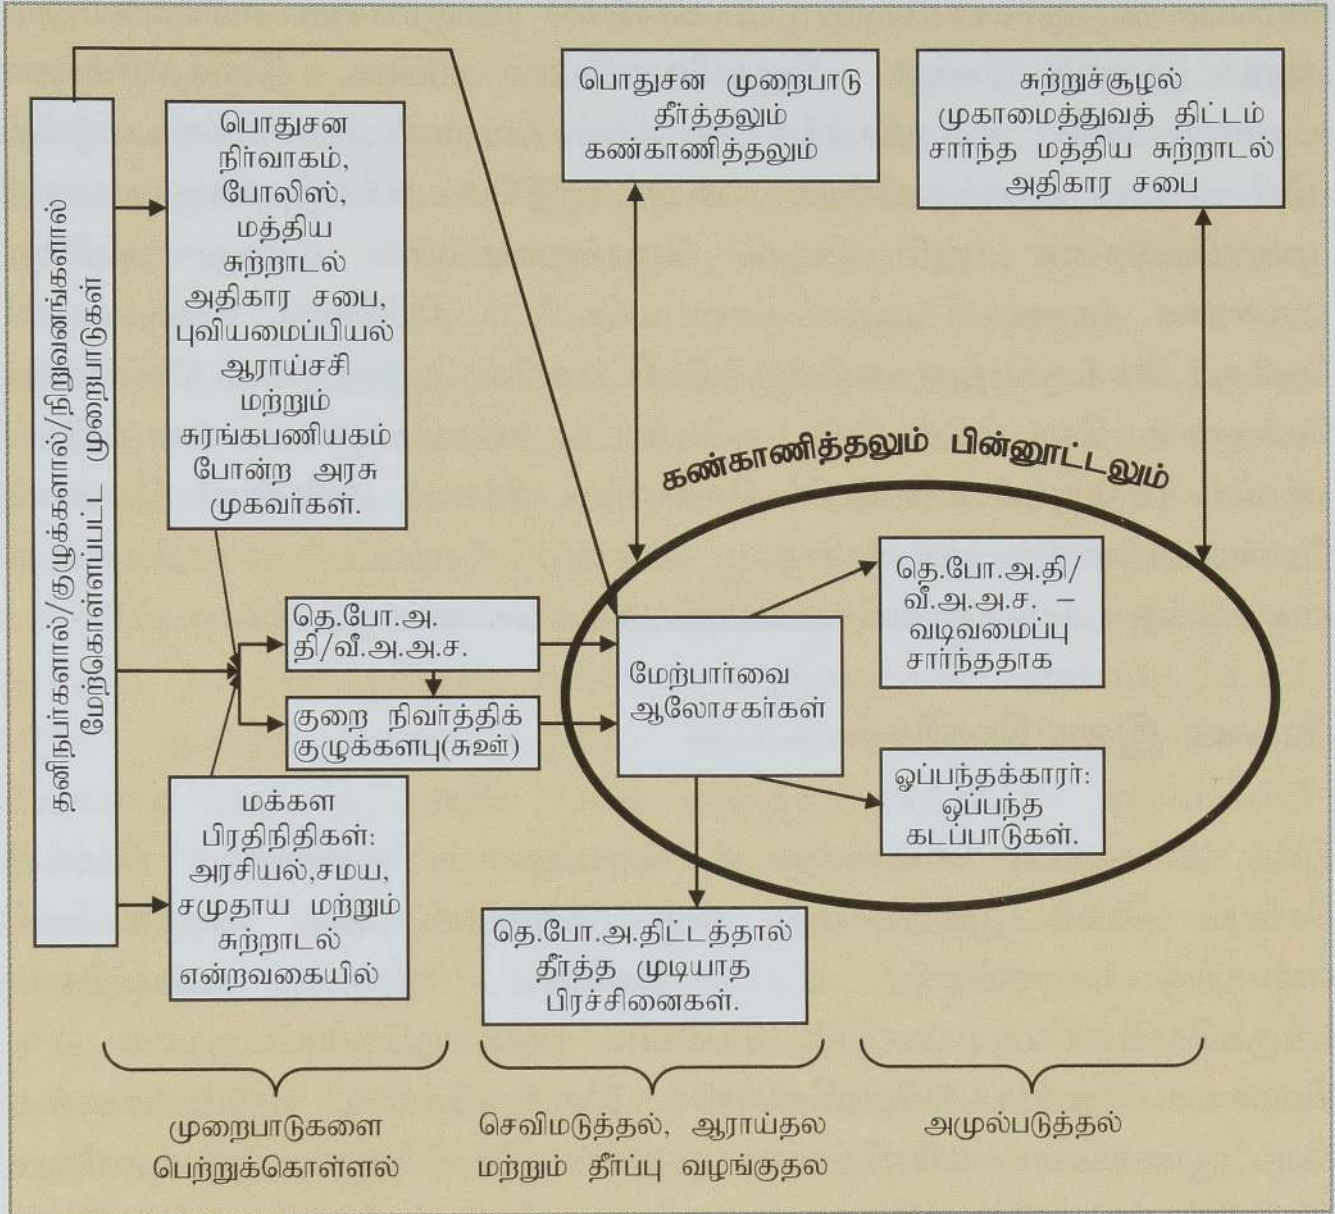 தனிநபர்களால்/குழுக்களால்/நிறுவனங்களால்
மேற்கொள்ளப்பட்ட முறைபாடுகள்
பொதுசன
நிர்வாகம்,
போலிஸ்,
மத்திய
சுற்றாடல்
அதிகார சபை,
புவியமைப்பியல்
ஆராய்சசி
மற்றும்
சுரங்கபணியகம்
போன்ற அரசு
முகவர்கள்.
பொதுசன முறைபாடு
தீர்த்தலும்
கண்காணித்தலும்
சுற்றுச்சூழல்
முகாமைத்துவத் திட்டம்
சார்ந்த மத்திய சுற்றாடல்
அதிகார சபை
கண்காணித்தலும் பின்னூட்டலும்
தெ.போ.அ.
தி/வீ.அ.அ.ச.
குறை நிவர்த்திக்
குழுக்களபு(சுஊ)
மேற்பார்வை
ஆலோசகர்கள்
தெ.போ.அ.தி/
வீ.அ.அ.ச. –
வடிவமைப்பு
சார்ந்ததாக
ஒப்பந்தக்காரர்:
ஒப்பந்த
கடப்பாடுகள்.
மக்கள
பிரதிநிதிகள்:
அரசியல்,சமய,
சமுதாய மற்றும்
சுற்றாடல்
என்றவகையில்
தெ.போ.அ.திட்டத்தால்
தீர்த்த முடியாத
பிரச்சினைகள்.
முறைபாடுகளை
பெற்றுக்கொள்ளல்
செவிமடுத்தல், ஆராய்தல
மற்றும் தீர்ப்பு வழங்குதல
அமுல்படுத்தல்